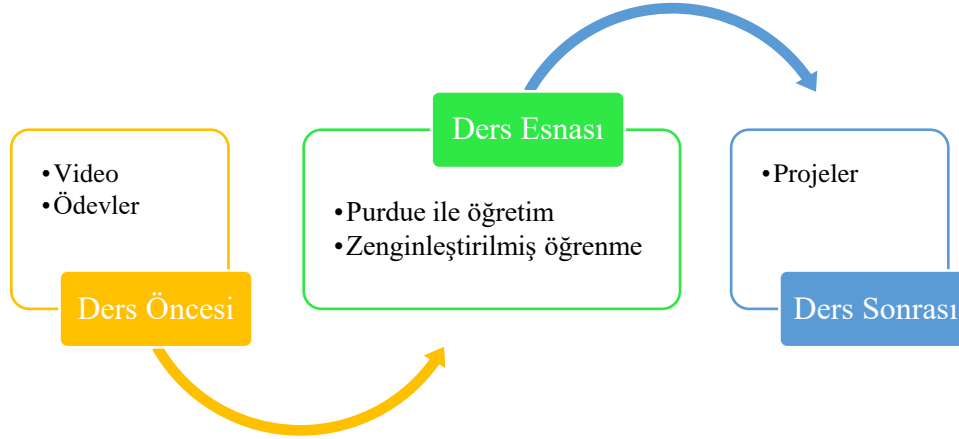 •Video
•Ödevler
Ders Öncesi
Ders Esnası
•Purdue ile öğretim
•Zenginleştirilmiş öğrenme
•Projeler
Ders Sonrası